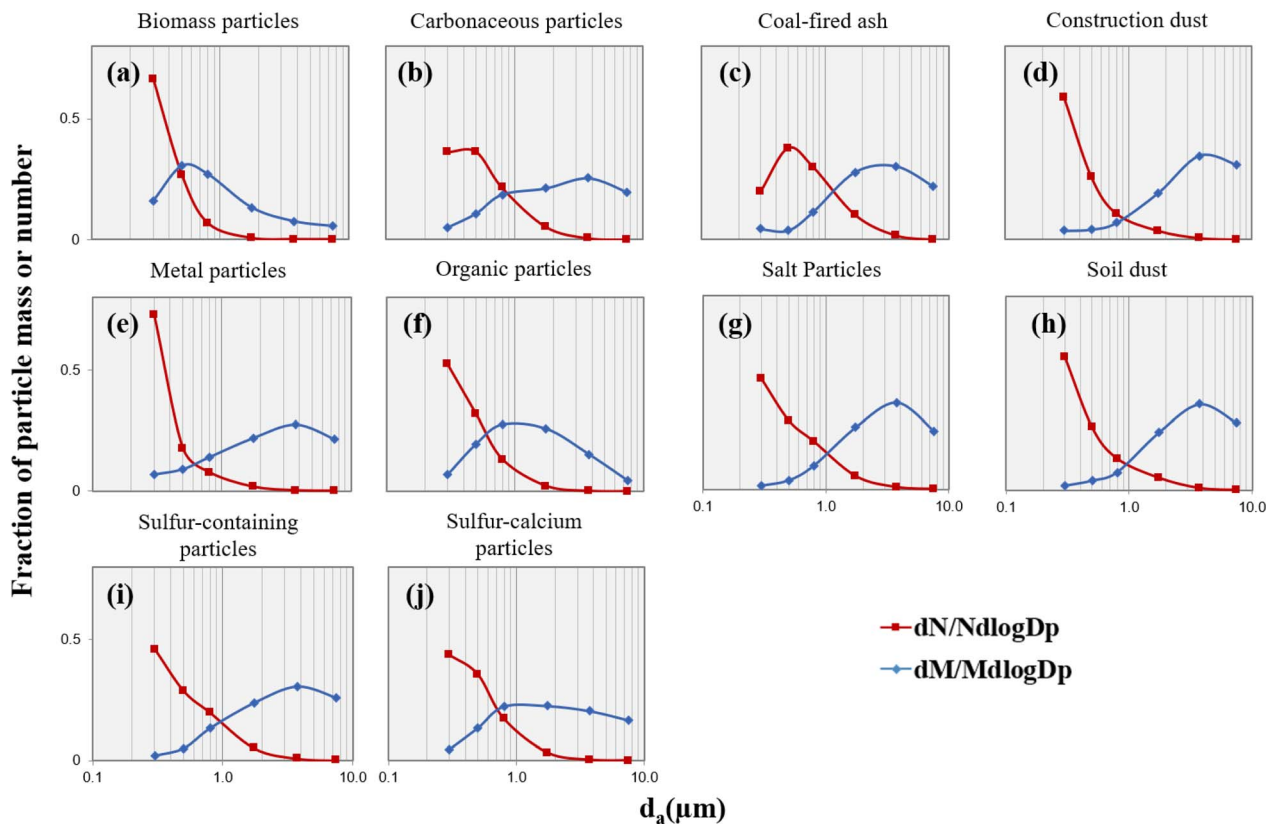 Biomass particles
Carbonaceous particles
Coal-fired ash
Construction dust
(a)
(b)
(c)
(d)
0.5
0
Metal particles
Organic particles
Salt Particles
Soil dust
(e)
(f)
(g)
(h)
0.5
0
0.1
1.0
10.0
0.1
1.0
10.0
Sulfur-containing
particles
Sulfur-calcium
particles
(i)
(j)
0.5
0
0.1
1.0
10.0
0.1
1.0
10.0
Fraction of particle mass or number
dN/NdlogDp
dM/MdlogDp
da(μm)